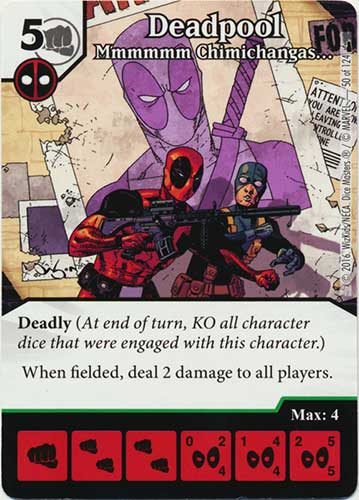 5
Deadpool
Mmmmmm Chimichangas...
ATTENT
YOU ARE
LEAVING
ONTROLL
ONE
© 2016, WizKids/NECA, Dice Masters ® / © MARVEL 50 of 124
Deadly (At end of turn, KO all character
dice that were engaged with this character.)
When fielded, deal 2 damage to all players.
Max: 4
0 2 4
1 4 4
2 5 5